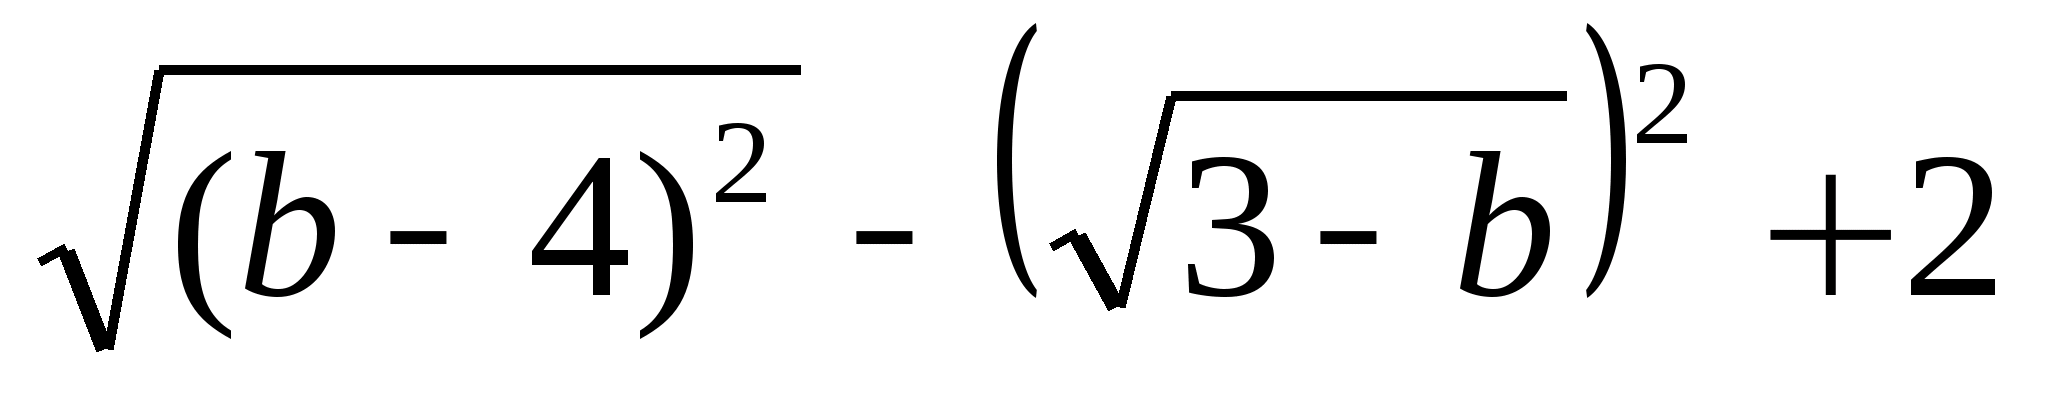 √(b - 4)² - (√3 - b)² +2